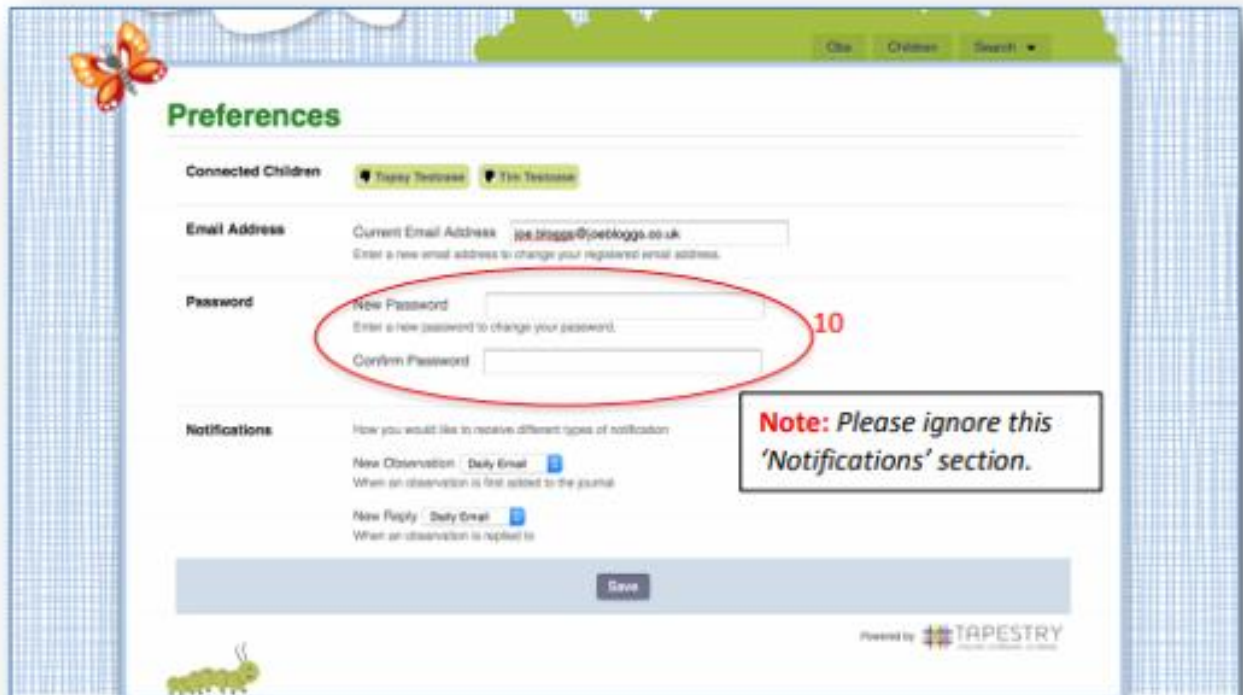 Obs Children Search
Preferences
Connected Children Topsy Testcase Tim Testcase
Email Address Current Email Address joe.bloggs@joebloggs.co.uk
Enter a new email address to change your registered email address.
Password New Password
Enter a new password to change your password.
10
Confirm Password
Note: Please ignore this
'Notifications' section.
Notifications How you would like to receive different types of notification
New Observation Daily Email
When an observation is first added to the journal
New Reply Daily Email
When an observation is replied to
Save
Powered by TAPESTRY